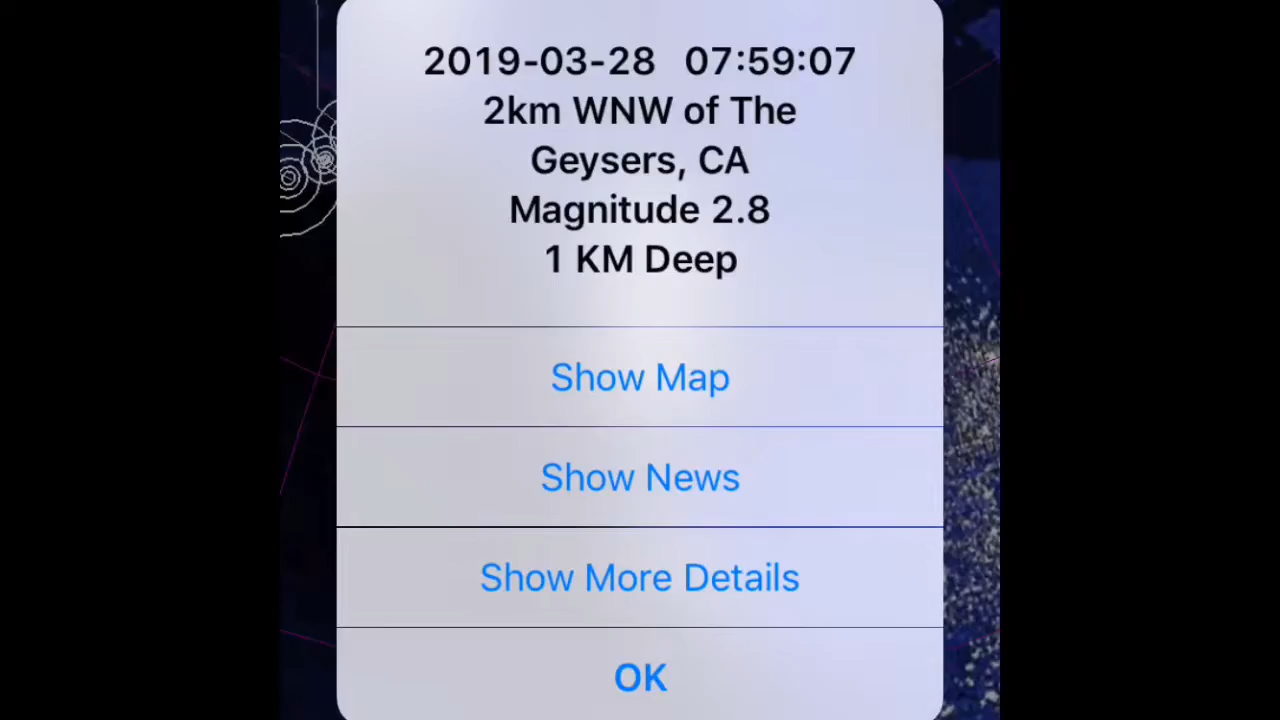 2019-03-28 07:59:07
2km WNW of The
Geysers, CA
Magnitude 2.8
1 KM Deep
Show Map
Show News
Show More Details
OK